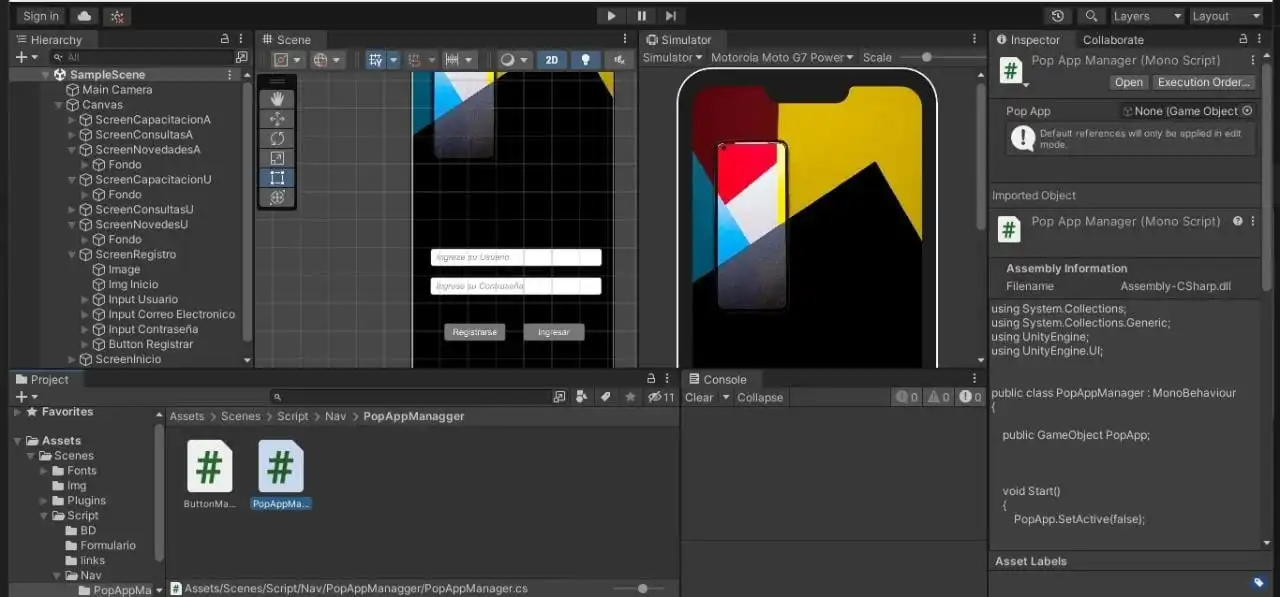 Sign in
Layers
Layout
Hierarchy
All
SampleScene
Main Camera
Canvas
ScreenCapacitacionA
ScreenConsultasA
ScreenNovedadesA
Fondo
ScreenCapacitacionU
Fondo
ScreenConsultasU
ScreenNovedesU
Fondo
ScreenRegistro
Image
Img Inicio
Input Usuario
Input Correo Electronico
Input Contraseña
Button Registrar
ScreenInicio
Scene
2D
Ingrese su Usuario
Ingrese su Contraseña
Registrarse
Ingresar
Simulator
Simulator Motorola Moto G7 Power Scale
Inspector Collaborate
Pop App Manager (Mono Script)
Open Execution Order...
Pop App None (Game Object
Default references will only be applied in edit
mode.
Imported Object
Pop App Manager (Mono Script)
Assembly Information
Filename Assembly-CSharp.dll
using System.Collections;
using System.Collections.Generic;
using UnityEngine;
using UnityEngine.UI;
public class PopAppManager : MonoBehaviour
{
public GameObject PopApp;
void Start()
{
PopApp.SetActive(false);
Asset Labels
Project
11
Favorites
Assets
Scenes
Fonts
Img
Plugins
Script
BD
Formulario
links
Nav
PopAppMa
Assets > Scenes > Script > Nav > PopAppManagger
ButtonMa...
PopAppMa...
Assets/Scenes/Script/Nav/PopAppManagger/PopAppManager.cs
Console
Clear Collapse
0 0 0